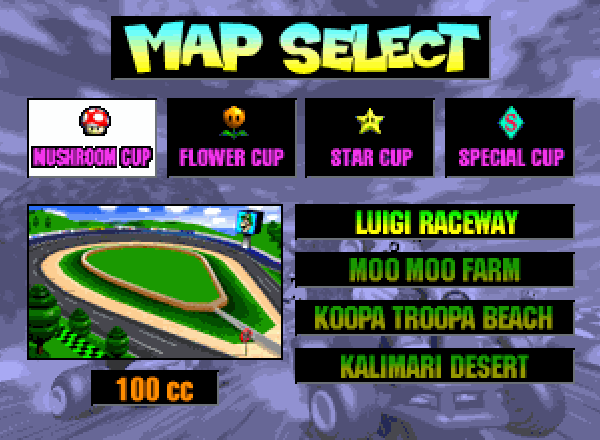 MAP SELECT
MUSHROOM CUP
FLOWER CUP
STAR CUP
S
SPECIAL CUP
LUIGI RACEWAY
MOO MOO FARM
KOOPA TROOPA BEACH
KALIMARI DESERT
100 cc